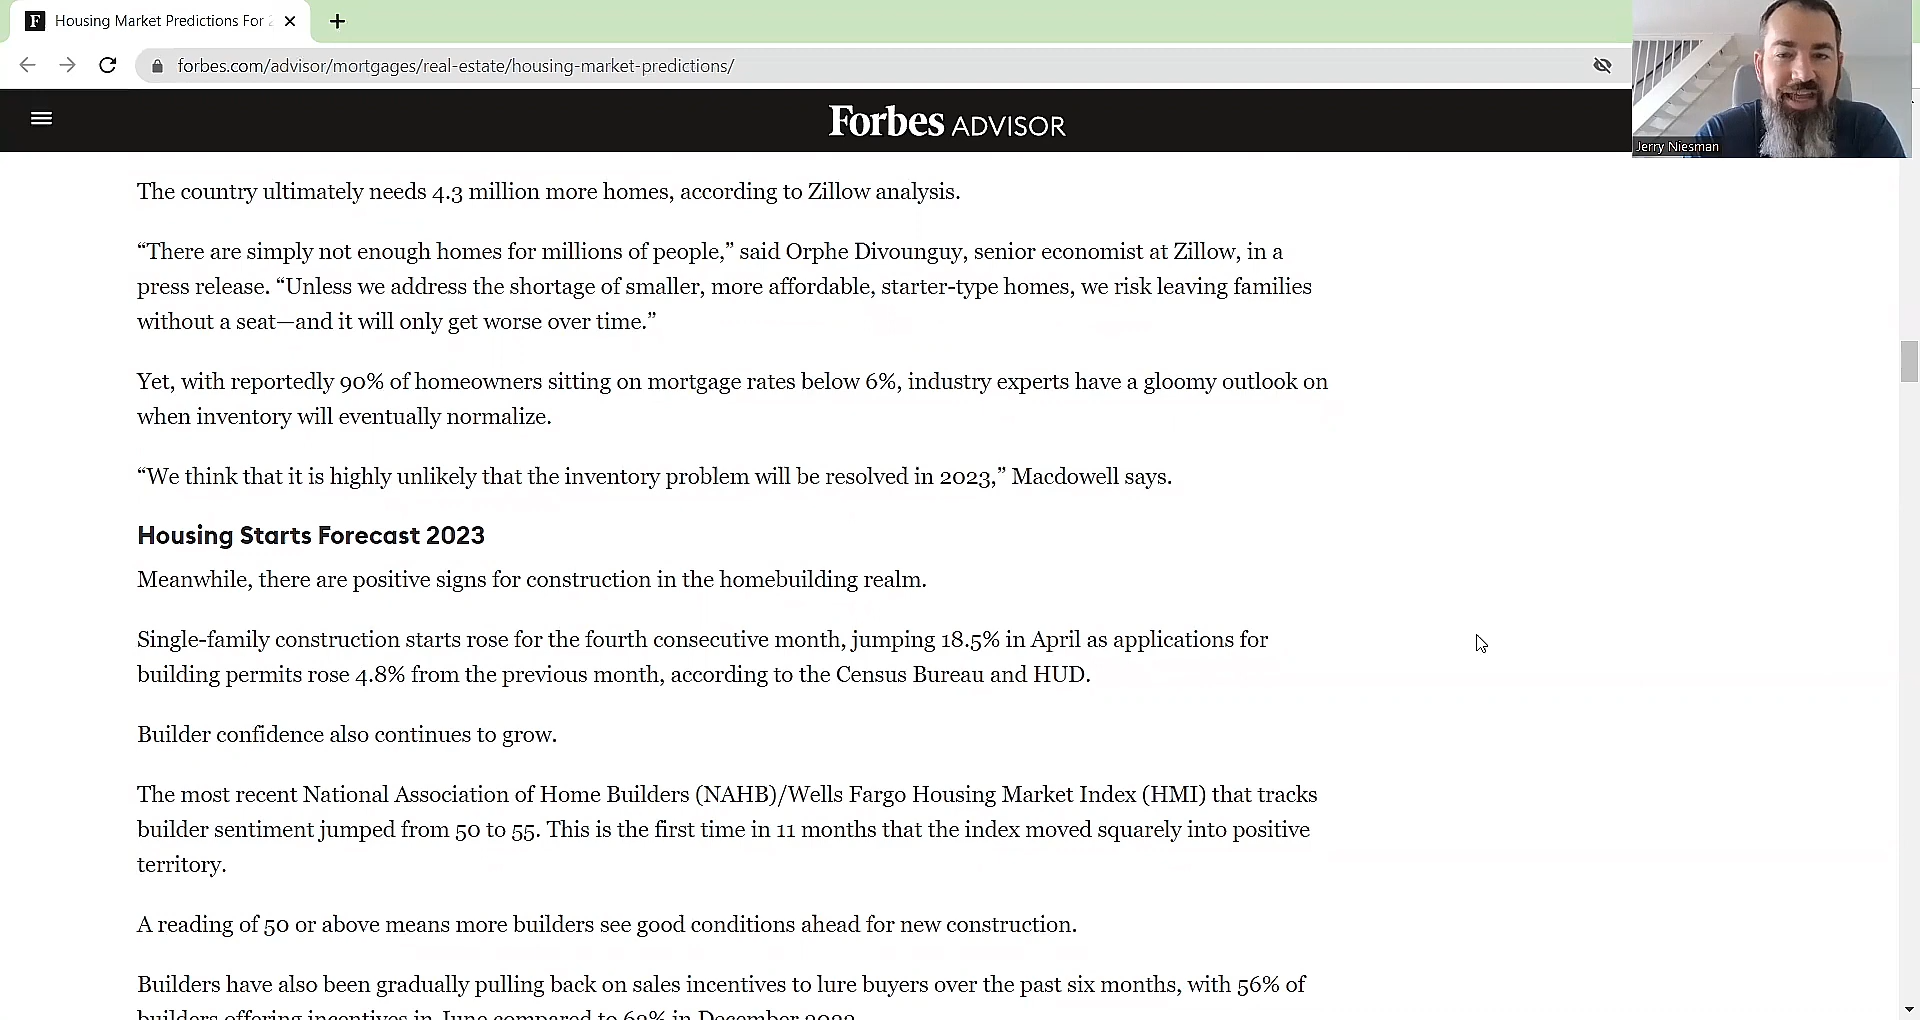 Housing Market Predictions For 2
forbes.com/advisor/mortgages/real-estate/housing-market-predictions/
Forbes ADVISOR
Jerry Niesman
The country ultimately needs 4.3 million more homes, according to Zillow analysis.
“There are simply not enough homes for millions of people,” said Orphe Divounguy, senior economist at Zillow, in a
press release. “Unless we address the shortage of smaller, more affordable, starter-type homes, we risk leaving families
without a seat—and it will only get worse over time.”
Yet, with reportedly 90% of homeowners sitting on mortgage rates below 6%, industry experts have a gloomy outlook on
when inventory will eventually normalize.
“We think that it is highly unlikely that the inventory problem will be resolved in 2023,” Macdowell says.
Housing Starts Forecast 2023
Meanwhile, there are positive signs for construction in the homebuilding realm.
Single-family construction starts rose for the fourth consecutive month, jumping 18.5% in April as applications for
building permits rose 4.8% from the previous month, according to the Census Bureau and HUD.
Builder confidence also continues to grow.
The most recent National Association of Home Builders (NAHB)/Wells Fargo Housing Market Index (HMI) that tracks
builder sentiment jumped from 50 to 55. This is the first time in 11 months that the index moved squarely into positive
territory.
A reading of 50 or above means more builders see good conditions ahead for new construction.
Builders have also been gradually pulling back on sales incentives to lure buyers over the past six months, with 56% of
builders offering incentives in June compared to 62% in December 2022.